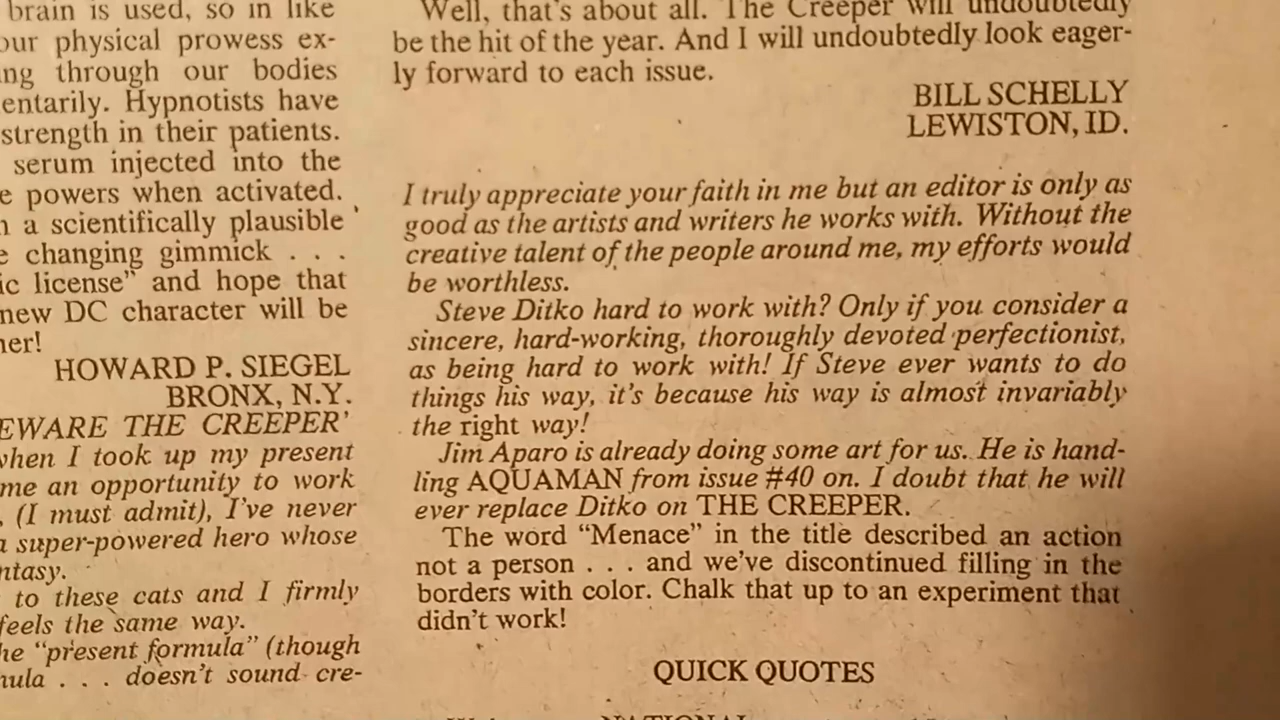 brain is used, so in like
our physical prowess ex-
ng through our bodies
entarily. Hypnotists have
strength in their patients.
serum injected into the
e powers when activated.
a scientifically plausible
e changing gimmick . . .
ic license" and hope that
new DC character will be
ner!
HOWARD P. SIEGEL
BRONX, N.Y.
EWARE THE CREEPER'
when I took up my present
me an opportunity to work
, (I must admit), I've never
a super-powered hero whose
ntasy.
to these cats and I firmly
feels the same way.
he "present formula" (though
mula . . . doesn't sound cre-
Well, that's about all. The Creeper will undoubtedly
be the hit of the year. And I will undoubtedly look eager-
ly forward to each issue.
BILL SCHELLY
LEWISTON, ID.
I truly appreciate your faith in me but an editor is only as
good as the artists and writers he works with. Without the
creative talent of the people around me, my efforts would
be worthless.
Steve Ditko hard to work with? Only if you consider a
sincere, hard-working, thoroughly devoted perfectionist,
as being hard to work with! If Steve ever wants to do
things his way, it's because his way is almost invariably
the right way!
Jim Aparo is already doing some art for us. He is hand-
ling AQUAMAN from issue #40 on. I doubt that he will
ever replace Ditko on THE CREEPER.
The word "Menace" in the title described an action
not a person . . . and we've discontinued filling in the
borders with color. Chalk that up to an experiment that
didn't work!
QUICK QUOTES
NATIONAL